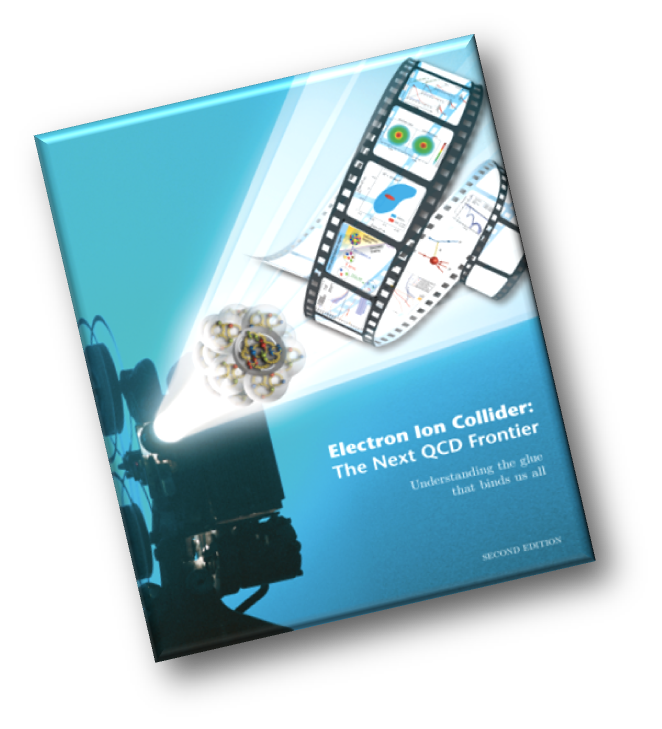 Electron Ion Collider:
The Next QCD Frontier
Understanding the glue
that binds us all
SECOND EDITION